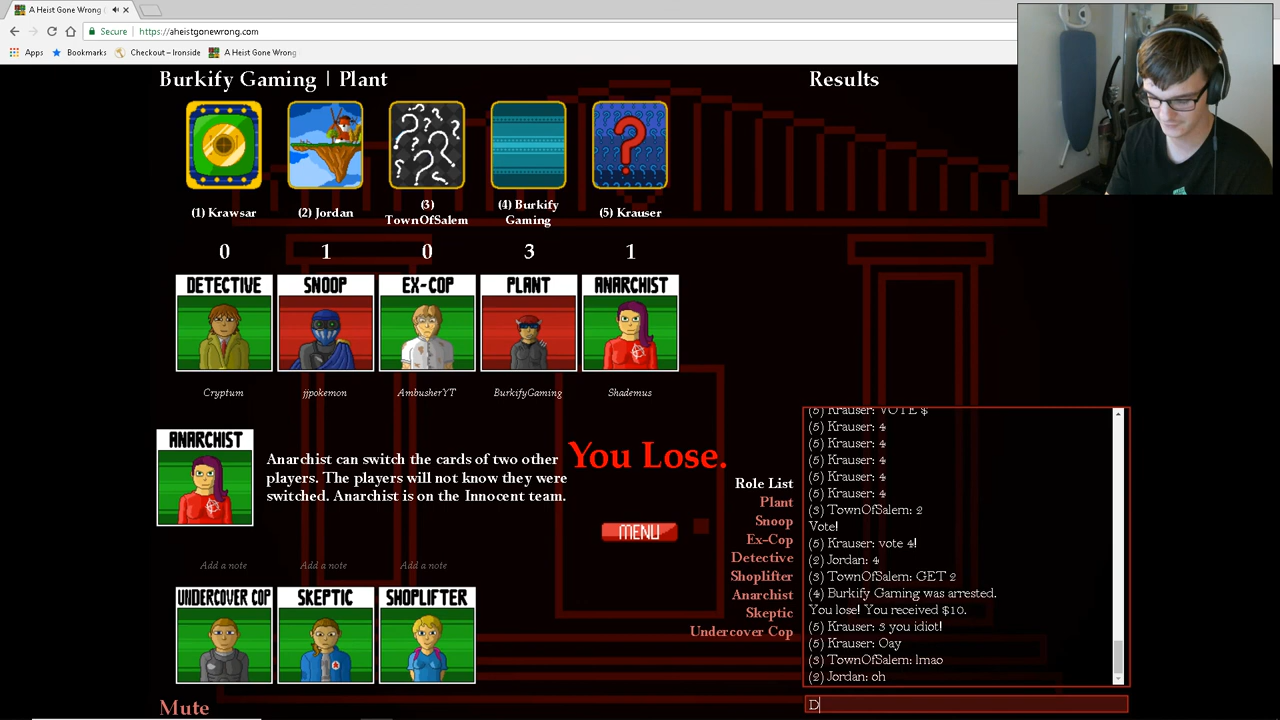 A Heist Gone Wrong
Secure | https://aheistgonewrong.com
Apps Bookmarks Checkout – Ironside A Heist Gone Wrong
Burkify Gaming | Plant
Results
(1) Krawsar
(2) Jordan
(3) TownOfSalem
(4) Burkify Gaming
(5) Krauser
0 1 0 3 1
DETECTIVE SNOOP EX-COP PLANT ANARCHIST
Cryptum jjpokemon AmbusherYT BurkifyGaming Shademus
ANARCHIST
Anarchist can switch the cards of two other
players. The players will not know they were
switched. Anarchist is on the Innocent team.
You Lose.
MENU
Role List
Plant
Snoop
Ex-Cop
Detective
Shoplifter
Anarchist
Skeptic
Undercover Cop
Add a note Add a note Add a note
UNDERCOVER COP SKEPTIC SHOPLIFTER
Mute
(5) Krauser: VOTE $
(5) Krauser: 4
(5) Krauser: 4
(5) Krauser: 4
(5) Krauser: 4
(5) Krauser: 4
(3) TownOfSalem: 2
Vote!
(5) Krauser: vote 4!
(2) Jordan: 4
(3) TownOfSalem: GET 2
(4) Burkify Gaming was arrested.
You lose! You received $10.
(5) Krauser: 3 you idiot!
(5) Krauser: Oay
(3) TownOfSalem: lmao
(2) Jordan: oh
D